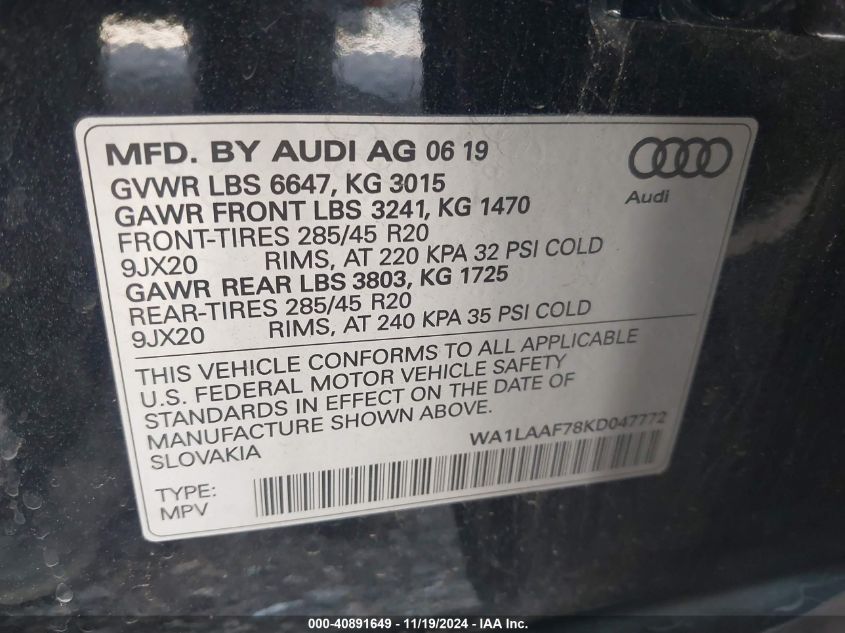 MFD. BY AUDI AG 06 19
GVWR LBS 6647, KG 3015
GAWR FRONT LBS 3241, KG 1470
FRONT-TIRES 285/45 R20
9JX20 RIMS, AT 220 KPA 32 PSI COLD
GAWR REAR LBS 3803, KG 1725
REAR-TIRES 285/45 R20
9JX20 RIMS, AT 240 KPA 35 PSI COLD
Audi
THIS VEHICLE CONFORMS TO ALL APPLICABLE
U.S. FEDERAL MOTOR VEHICLE SAFETY
STANDARDS IN EFFECT ON THE DATE OF
MANUFACTURE SHOWN ABOVE.
SLOVAKIA
WA1LAAF78KD047772
TYPE:
MPV
000-40891649 - 11/19/2024 - WWW.IAAI.COM